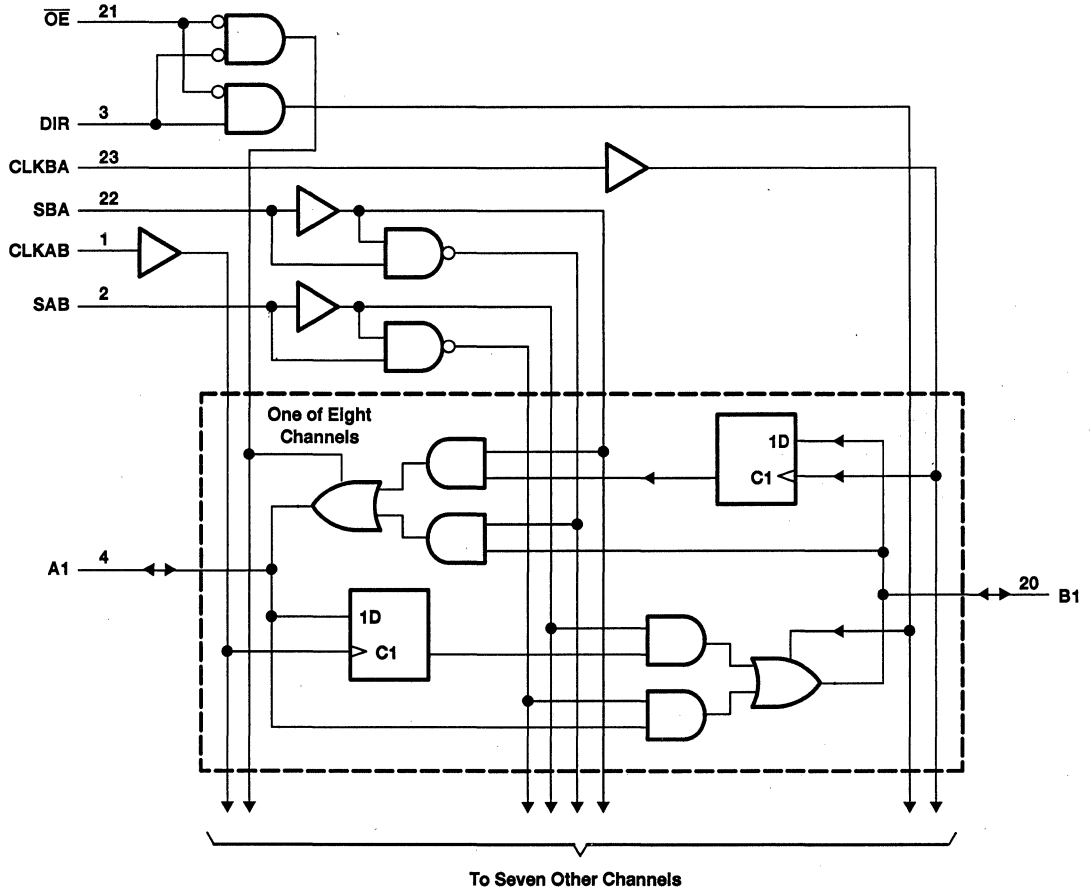 O̅E̅ 21
DIR 3
CLKBA 23
SBA 22
CLKAB 1
SAB 2
One of Eight
Channels
1D
C1
A1 4
1D
C1
20 B1
To Seven Other Channels